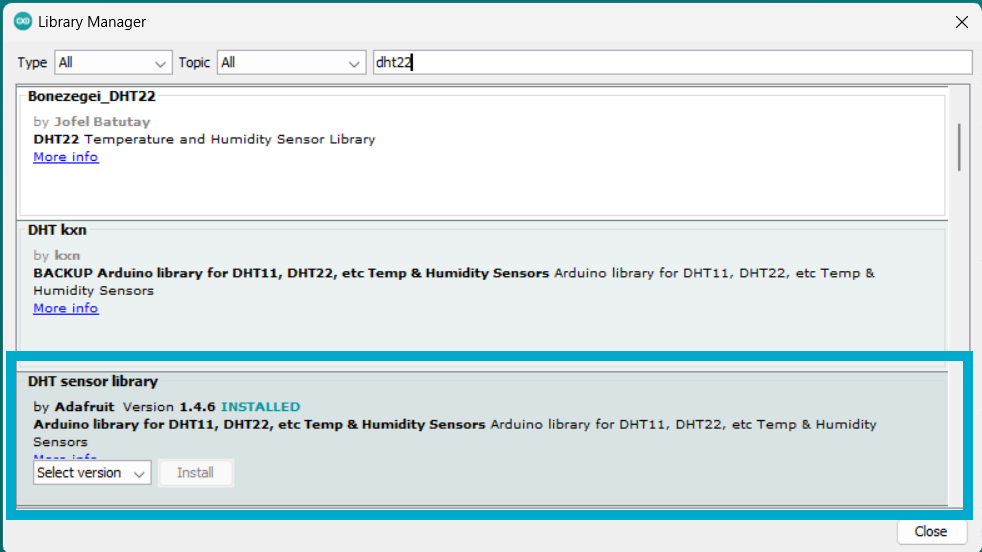 Library Manager
Type All Topic All dht22
Bonezegei_DHT22
by Jofel Batutay
DHT22 Temperature and Humidity Sensor Library
More info
DHT kxn
by kxn
BACKUP Arduino library for DHT11, DHT22, etc Temp & Humidity Sensors Arduino library for DHT11, DHT22, etc Temp &
Humidity Sensors
More info
DHT sensor library
by Adafruit Version 1.4.6 INSTALLED
Arduino library for DHT11, DHT22, etc Temp & Humidity Sensors Arduino library for DHT11, DHT22, etc Temp & Humidity
Sensors
More info
Select version Install
Close